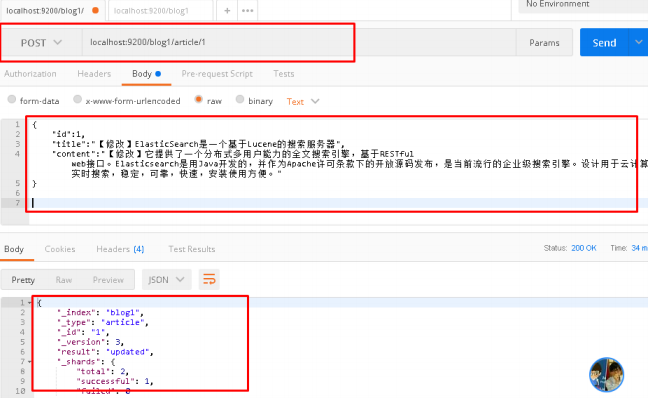 localhost:9200/blog1/
localhost:9200/blog1
+
•••
No Environment
POST
localhost:9200/blog1/article/1
Params
Send
Authorization
Headers
Body
Pre-request Script
Tests
form-data
x-www-form-urlencoded
raw
binary
Text
1 {
2 "id":1,
3 "title":"【修改】ElasticSearch是一个基于Lucene的搜索服务器",
4 "content":"【修改】它提供了一个分布式多用户能力的全文搜索引擎，基于RESTful
web接口。Elasticsearch是用Java开发的，并作为Apache许可条款下的开放源码发布，是当前流行的企业级搜索引擎。设计用于云计算
实时搜索，稳定，可靠，快速，安装使用方便。"
5 }
6
7
Body
Cookies
Headers (4)
Test Results
Status: 200 OK
Time: 34 m
Pretty
Raw
Preview
JSON
1 {
2 "_index": "blog1",
3 "_type": "article",
4 "_id": "1",
5 "_version": 3,
6 "result": "updated",
7 "_shards": {
8 "total": 2,
9 "successful": 1,
10 "failed": 0